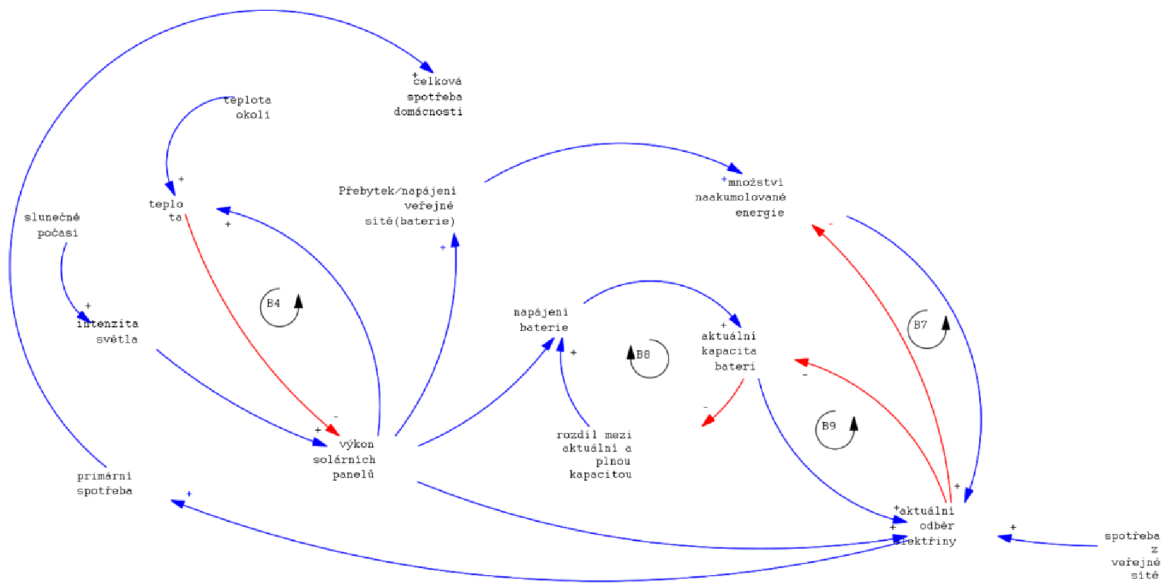 +
celková
spotřeba
domácnosti
teplota
okolí
+
teplo
ta
+
slunečné
počasí
Přebytek/napájení
veřejné
sítě(baterie)
+
+
množství
naakumolované
energie
-
+
intenzita
světla
B4
napájení
baterie
+
+
aktuální
kapacita
bateri
B8
B7
-
-
B9
-
+
výkon
solárních
panelů
rozdíl mezi
aktuální a
plnou
kapacitou
primární
spotřeba
+
+
+
aktuální
odběr
elektřiny
+
+
spotřeba
z
veřejné
sítě